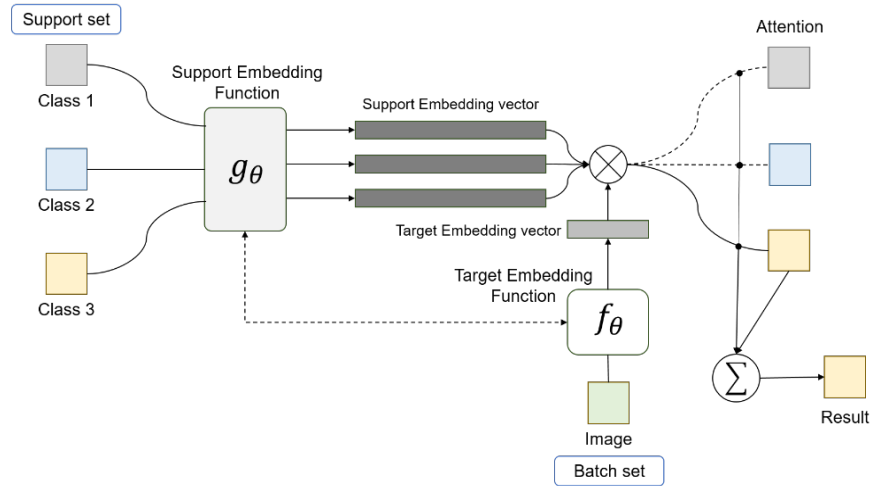 Support set
Class 1
Class 2
Class 3
Support Embedding
Function
gθ
Support Embedding vector
Target Embedding vector
Target Embedding
Function
fθ
Image
Batch set
Attention
∑
Result